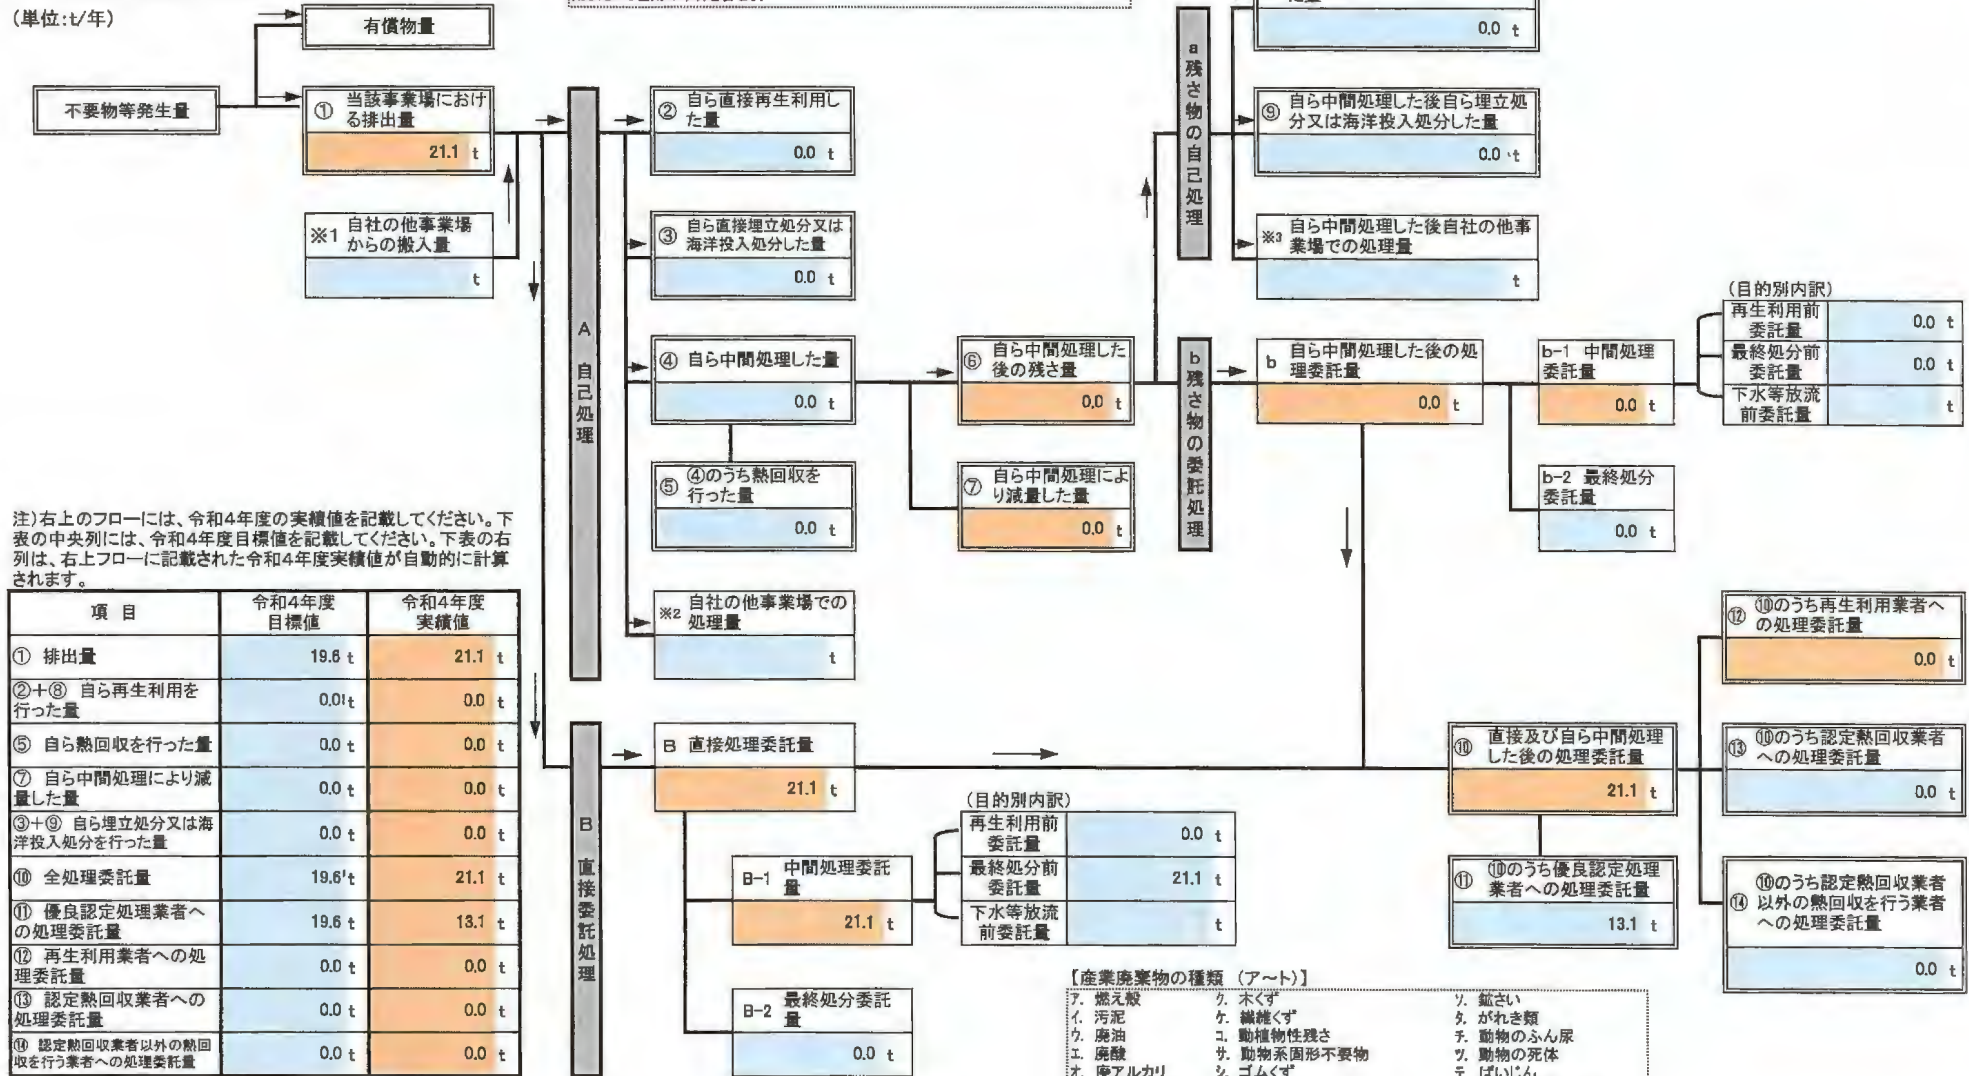 (単位:t/年)
有償物量
不要物等発生量
① 当該事業場におけ
る排出量
21.1 t
※1 自社の他事業場
からの搬入量
t
A 自己処理
② 自ら直接再生利用し
た量
0.0 t
③ 自ら直接埋立処分又は
海洋投入処分した量
0.0 t
④ 自ら中間処理した量
0.0 t
⑤ ④のうち熱回収を
行った量
0.0 t
※2 自社の他事業場での
処理量
t
⑥ 自ら中間処理した
後の残さ量
0.0 t
⑦ 自ら中間処理によ
り減量した量
0.0 t
a 残さ物の自己処理
0.0 t
⑨ 自ら中間処理した後自ら埋立処
分又は海洋投入処分した量
0.0 t
※3 自ら中間処理した後自社の他事
業場での処理量
t
b 残さ物の委託処理
b 自ら中間処理した後の処
理委託量
0.0 t
b-1 中間処理
委託量
0.0 t
(目的別内訳)
再生利用前
委託量 0.0 t
最終処分前
委託量 0.0 t
下水等放流
前委託量 t
b-2 最終処分
委託量
0.0 t
注)右上のフローには、令和4年度の実績値を記載してください。下
表の中央列には、令和4年度目標値を記載してください。下表の右
列は、右上フローに記載された令和4年度実績値が自動的に計算
されます。
項 目 令和4年度 目標値 令和4年度 実績値
① 排出量 19.6 t 21.1 t
②+⑧ 自ら再生利用を
行った量 0.0 t 0.0 t
⑤ 自ら熱回収を行った量 0.0 t 0.0 t
⑦ 自ら中間処理により減
量した量 0.0 t 0.0 t
③+⑨ 自ら埋立処分又は海
洋投入処分を行った量 0.0 t 0.0 t
⑩ 全処理委託量 19.6 t 21.1 t
⑪ 優良認定処理業者へ
の処理委託量 19.6 t 13.1 t
⑫ 再生利用業者への処
理委託量 0.0 t 0.0 t
⑬ 認定熱回収業者への
処理委託量 0.0 t 0.0 t
⑭ 認定熱回収業者以外の熱回
収を行う業者への処理委託量 0.0 t 0.0 t
B 直接委託処理
B 直接処理委託量
21.1 t
B-1 中間処理委託
量
21.1 t
(目的別内訳)
再生利用前
委託量 0.0 t
最終処分前
委託量 21.1 t
下水等放流
前委託量 t
B-2 最終処分委託
量
0.0 t
⑩ 直接及び自ら中間処理
した後の処理委託量
21.1 t
⑪ ⑩のうち優良認定処理
業者への処理委託量
13.1 t
⑫ ⑩のうち再生利用業者へ
の処理委託量
0.0 t
⑬ ⑩のうち認定熱回収業者
への処理委託量
0.0 t
⑭ ⑩のうち認定熱回収業者
以外の熱回収を行う業者
への処理委託量
0.0 t
【産業廃棄物の種類 (ア～ト)】
ア. 燃え殻 ク. 木くず ソ. 鉱さい
イ. 汚泥 ケ. 繊維くず タ. がれき類
ウ. 廃油 コ. 動植物性残さ チ. 動物のふん尿
エ. 廃酸 サ. 動物系固形不要物 ツ. 動物の死体
オ. 廃アルカリ シ. ゴムくず テ. ばいじん